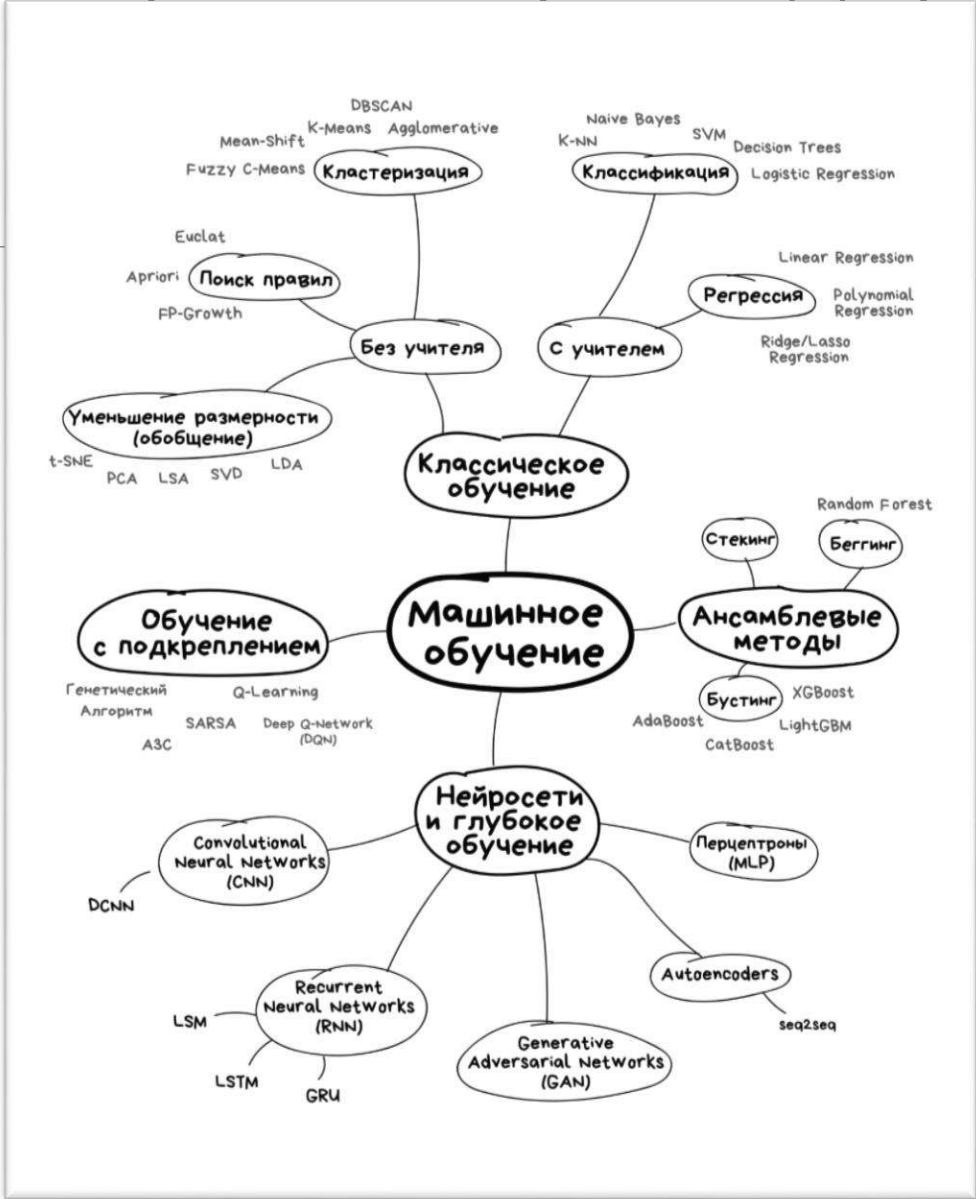 DBSCAN
K-Means Agglomerative
Mean-Shift
Fuzzy C-Means
Кластеризация
Naive Bayes
K-NN
SVM
Decision Trees
Классификация
Logistic Regression
Euclat
Apriori
Поиск правил
FP-Growth
Linear Regression
Регрессия
Polynomial
Regression
Ridge/Lasso
Regression
Без учителя
С учителем
Уменьшение размерности
(обобщение)
t-SNE
PCA
LSA
SVD
LDA
Классическое
обучение
Random Forest
Стекинг
Беггинг
Машинное
обучение
Обучение
с подкреплением
Генетический
Алгоритм
Q-Learning
SARSA
Deep Q-Network
(DQN)
A3C
Ансамблевые
методы
Бустинг
XGBoost
AdaBoost
LightGBM
CatBoost
Нейросети
и глубокое
обучение
Convolutional
Neural Networks
(CNN)
DCNN
Перцептроны
(MLP)
Autoencoders
seq2seq
Recurrent
Neural Networks
(RNN)
LSM
LSTM
GRU
Generative
Adversarial Networks
(GAN)